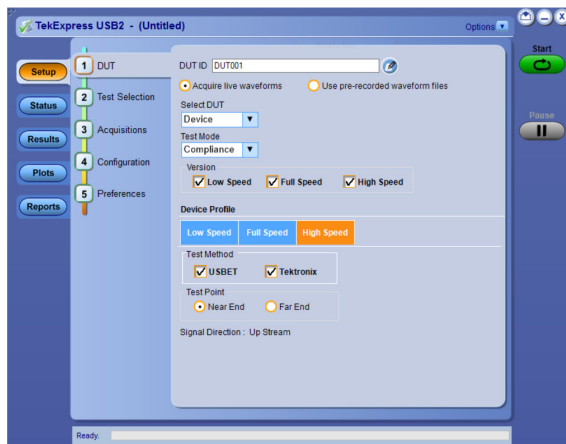 TekExpress USB2 - (Untitled)
Options
Start
Setup
Status
Results
Plots
Reports
1 DUT
2 Test Selection
3 Acquisitions
4 Configuration
5 Preferences
DUT ID DUT001
Acquire live waveforms Use pre-recorded waveform files
Select DUT
Device
Test Mode
Compliance
Version
Low Speed Full Speed High Speed
Device Profile
Low Speed Full Speed High Speed
Test Method
USBET Tektronix
Test Point
Near End Far End
Signal Direction : Up Stream
Pause
Ready.